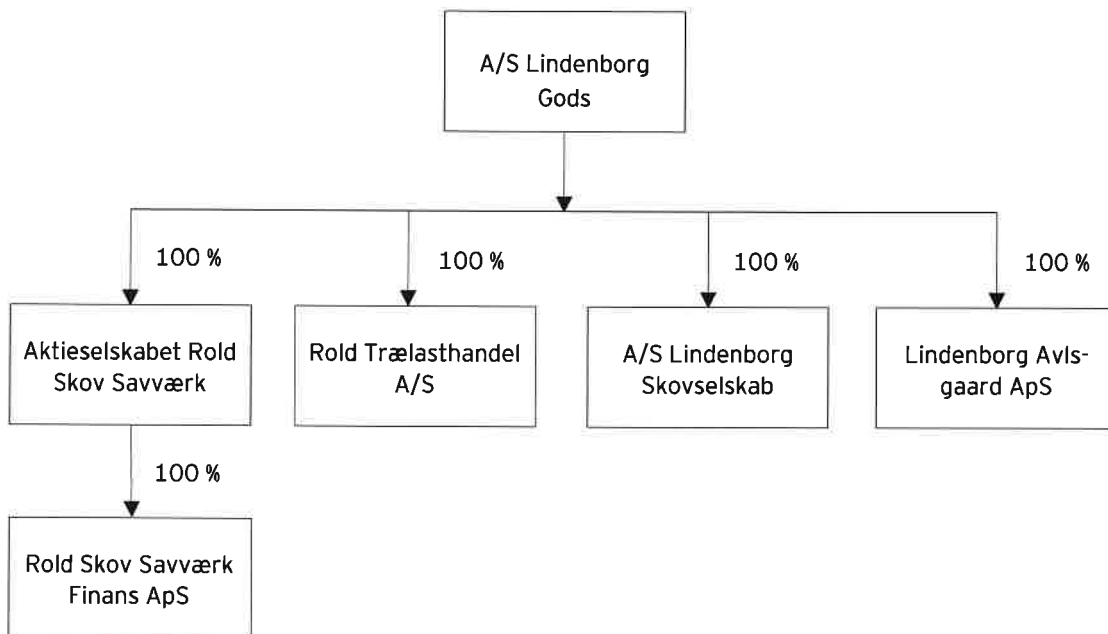 A/S Lindenborg
Gods
100 %
100 %
100 %
100 %
Aktieselskabet Rold
Skov Savværk
Rold Trælasthandel
A/S
A/S Lindenborg
Skovselskab
Lindenborg Avls-
gaard ApS
100 %
Rold Skov Savværk
Finans ApS